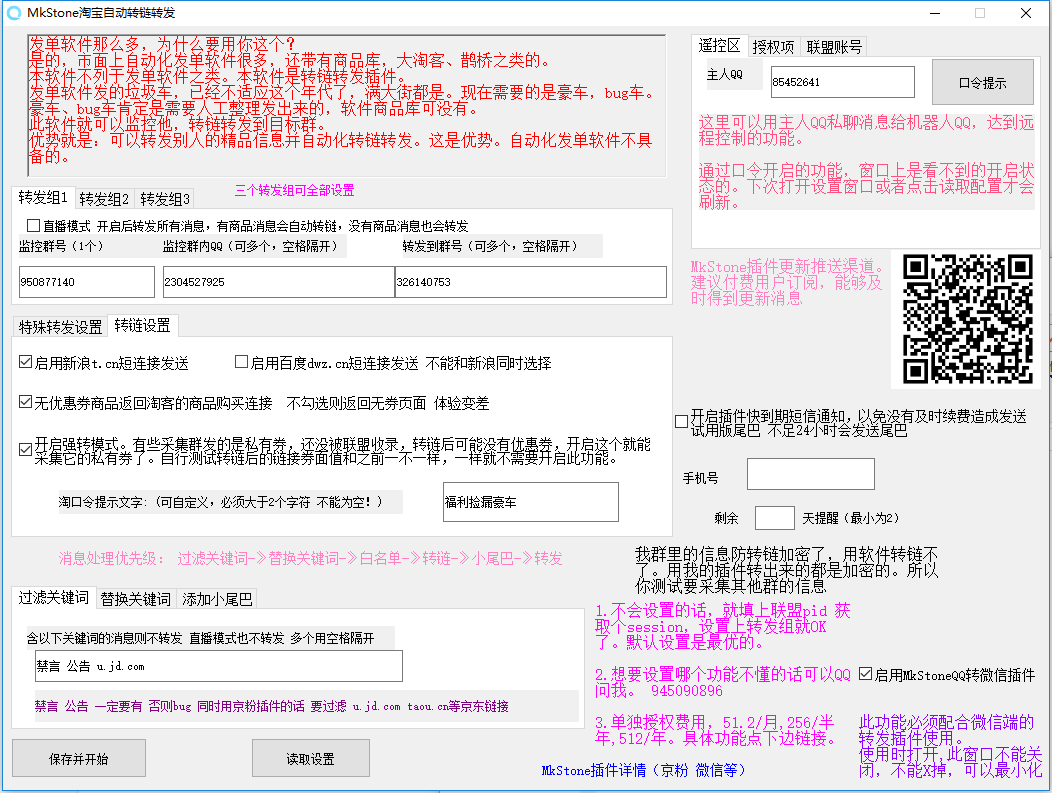 MkStone淘宝自动转链转发
发单软件那么多，为什么要用你这个？
是的，市面上自动化发单软件很多，还带有商品库，大淘客、鹊桥之类的。
本软件不列于发单软件之类。本软件是转链转发插件。
发单软件发的垃圾车，已经不适应这个年代了，满大街都是。现在需要的是豪车，bug车。
豪车、bug车肯定是需要人工整理发出来的，软件商品库可没有。
此软件就可以监控他，转链转发到目标群。
优势就是：可以转发别人的精品信息并自动化转链转发。这是优势。自动化发单软件不具
备的。
转发组1 转发组2 转发组3 三个转发组可全部设置
直播模式 开启后转发所有消息，有商品消息会自动转链，没有商品消息也会转发
监控群号（1个） 监控群内QQ（可多个，空格隔开） 转发到群号（可多个，空格隔开）
950877140 2304527925 326140753
特殊转发设置 转链设置
启用新浪t.cn短连接发送 启用百度dwz.cn短连接发送 不能和新浪同时选择
无优惠券商品返回淘客的商品购买连接 不勾选则返回无券页面 体验变差
开启强转模式。有些采集群发的是私有券，还没被联盟收录，转链后可能没有优惠券，开启这个就能
采集它的私有券了。自行测试转链后的链接券面值和之前一不一样，一样就不需要开启此功能。
淘口令提示文字：（可自定义，必须大于2个字符 不能为空！） 福利捡漏豪车
消息处理优先级： 过滤关键词->替换关键词->白名单->转链->小尾巴->转发
过滤关键词 替换关键词 添加小尾巴
含以下关键词的消息则不转发 直播模式也不转发 多个用空格隔开
禁言 公告 u.jd.com
禁言 公告 一定要有 否则bug 同时用京粉插件的话 要过滤 u.jd.com taou.cn等京东链接
保存并开始 读取设置
遥控区 授权项 联盟账号
主人QQ 85452641 口令提示
这里可以用主人QQ私聊消息给机器人QQ，达到远
程控制的功能。
通过口令开启的功能，窗口上是看不到的开启状
态的。下次打开设置窗口或者点击读取配置才会
刷新。
MkStone插件更新推送渠道。
建议付费用户订阅，能够及
时得到更新消息
开启插件快到期短信通知，以免没有及时续费造成发送
试用版尾巴 不足24小时会发送尾巴
手机号
剩余 天提醒（最小为2）
我群里的信息防转链加密了，用软件转链不
了。用我的插件转出来的都是加密的。所以
你测试要采集其他群的信息
1.不会设置的话，就填上联盟pid 获
取个session，设置上转发组就OK
了。默认设置是最优的。
2.想要设置哪个功能不懂的话可以QQ
问我。 945090896
3.单独授权费用，51.2/月,256/半
年,512/年。具体功能点下边链接。
MkStone插件详情（京粉 微信等）
启用MkStoneQQ转微信插件
此功能必须配合微信端的
转发插件使用。
使用时打开,此窗口不能关
闭，不能X掉，可以最小化